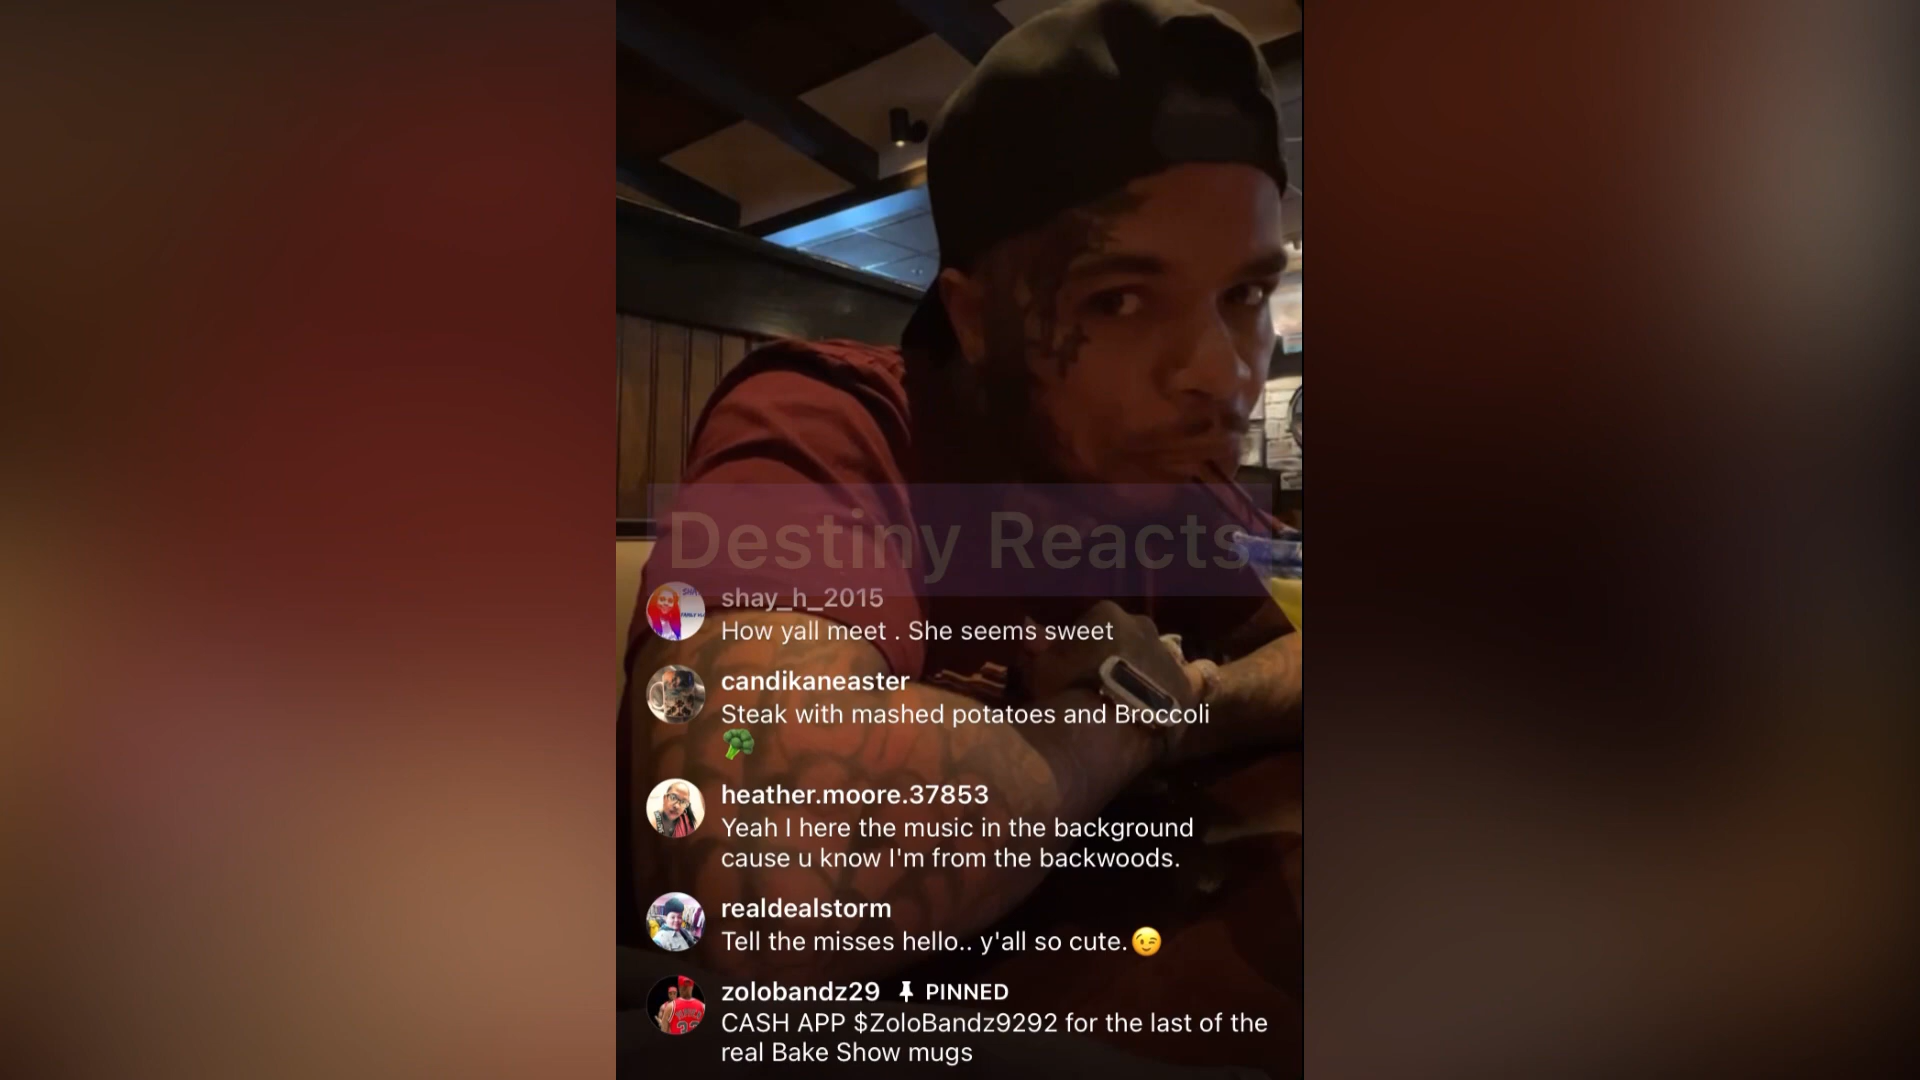 Destiny Reacts
shay_h_2015
How yall meet . She seems sweet
candikaneaster
Steak with mashed potatoes and Broccoli
🥦
heather.moore.37853
Yeah I here the music in the background
cause u know I'm from the backwoods.
realdealstorm
Tell the misses hello.. y'all so cute.😉
zolobandz29 📌 PINNED
CASH APP $ZoloBandz9292 for the last of the
real Bake Show mugs